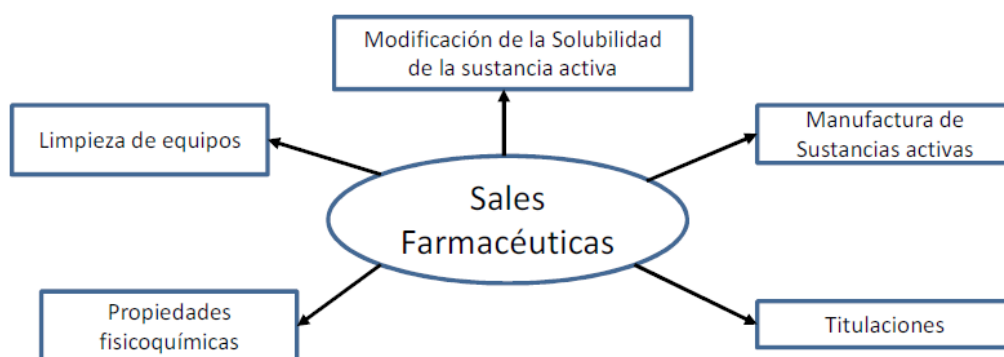 Modificación de la Solubilidad
de la sustancia activa
Limpieza de equipos
Manufactura de
Sustancias activas
Sales
Farmacéuticas
Propiedades
fisicoquímicas
Titulaciones